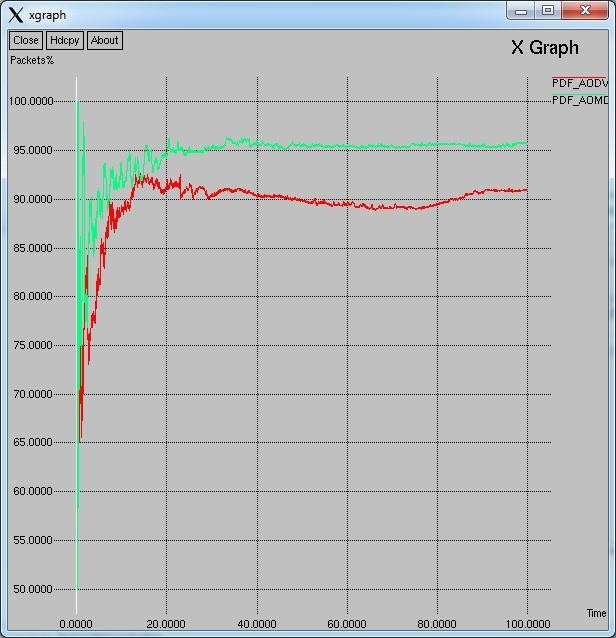 xgraph
Close Hdcpy About
X Graph
Packets%
PDF_AODV
PDF_AOMD
100.0000
95.0000
90.0000
85.0000
80.0000
75.0000
70.0000
65.0000
60.0000
55.0000
50.0000
Time
0.0000 20.0000 40.0000 60.0000 80.0000 100.0000